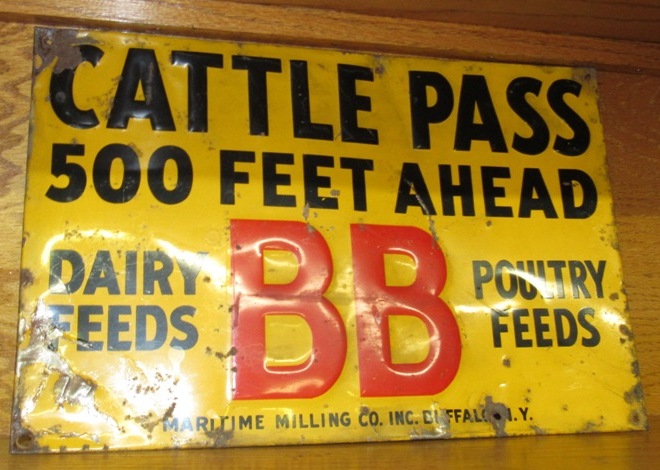 CATTLE PASS
500 FEET AHEAD
DAIRY FEEDS
BB
POULTRY FEEDS
MARITIME MILLING CO. INC. BUFFALO N.Y.